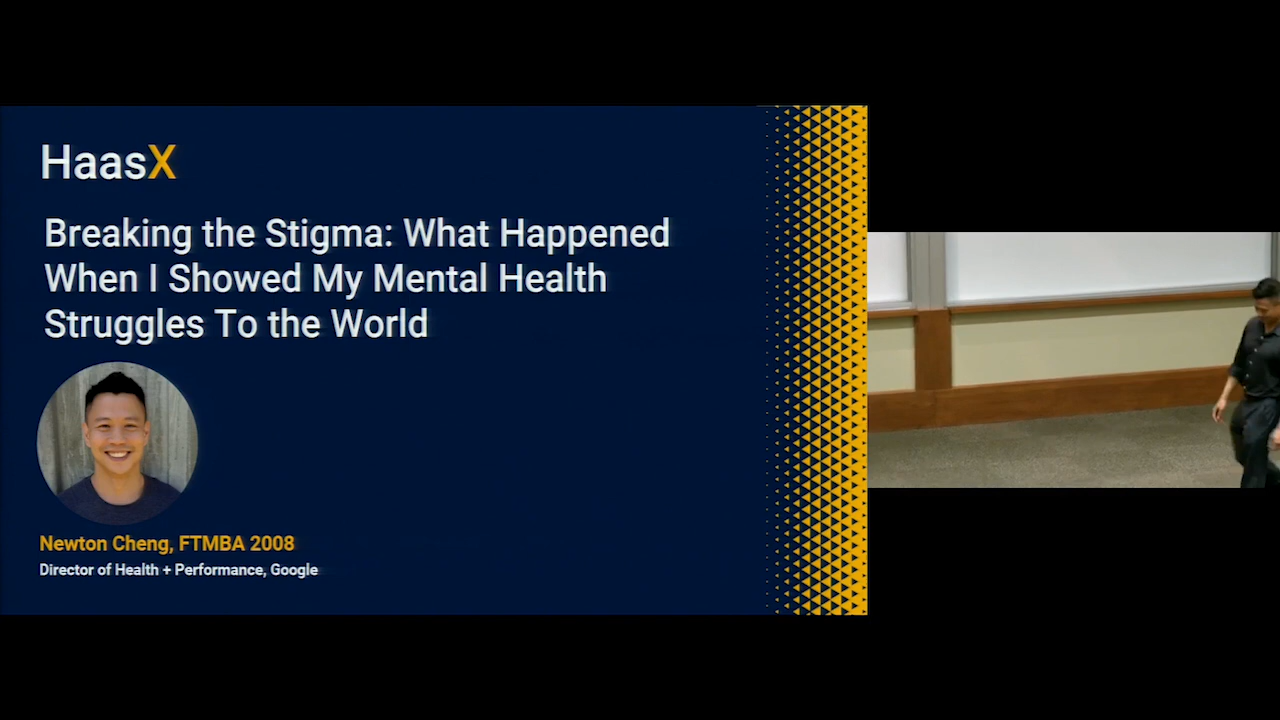 HaasX
Breaking the Stigma: What Happened
When I Showed My Mental Health
Struggles To the World
Newton Cheng, FTMBA 2008
Director of Health + Performance, Google